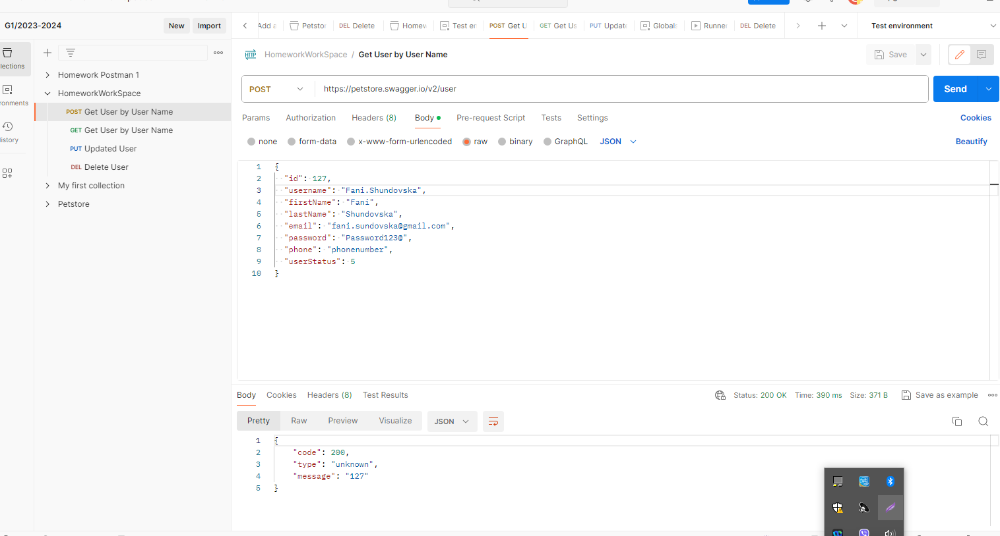 G1/2023-2024
New
Import
Add a
Petstor
DEL Delete
Homew
Test er
POST Get U
GET Get Us
PUT Update
Globals
Runner
DEL Delete
Test environment
lections
ronments
istory
Homework Postman 1
HomeworkWorkSpace
POST Get User by User Name
GET Get User by User Name
PUT Updated User
DEL Delete User
My first collection
Petstore
HTTP HomeworkWorkSpace / Get User by User Name
Save
POST
https://petstore.swagger.io/v2/user
Send
Params Authorization Headers (8) Body Pre-request Script Tests Settings
Cookies
none form-data x-www-form-urlencoded raw binary GraphQL JSON
Beautify
1 {
2 "id": 127,
3 "username": "Fani.Shundovska",
4 "firstName": "Fani",
5 "lastName": "Shundovska",
6 "email": "fani.sundovska@gmail.com",
7 "password": "Password123@",
8 "phone": "phonenumber",
9 "userStatus": 5
10 }
Body Cookies Headers (8) Test Results
Status: 200 OK Time: 390 ms Size: 371 B
Save as example
Pretty Raw Preview Visualize JSON
1 {
2 "code": 200,
3 "type": "unknown",
4 "message": "127"
5 }